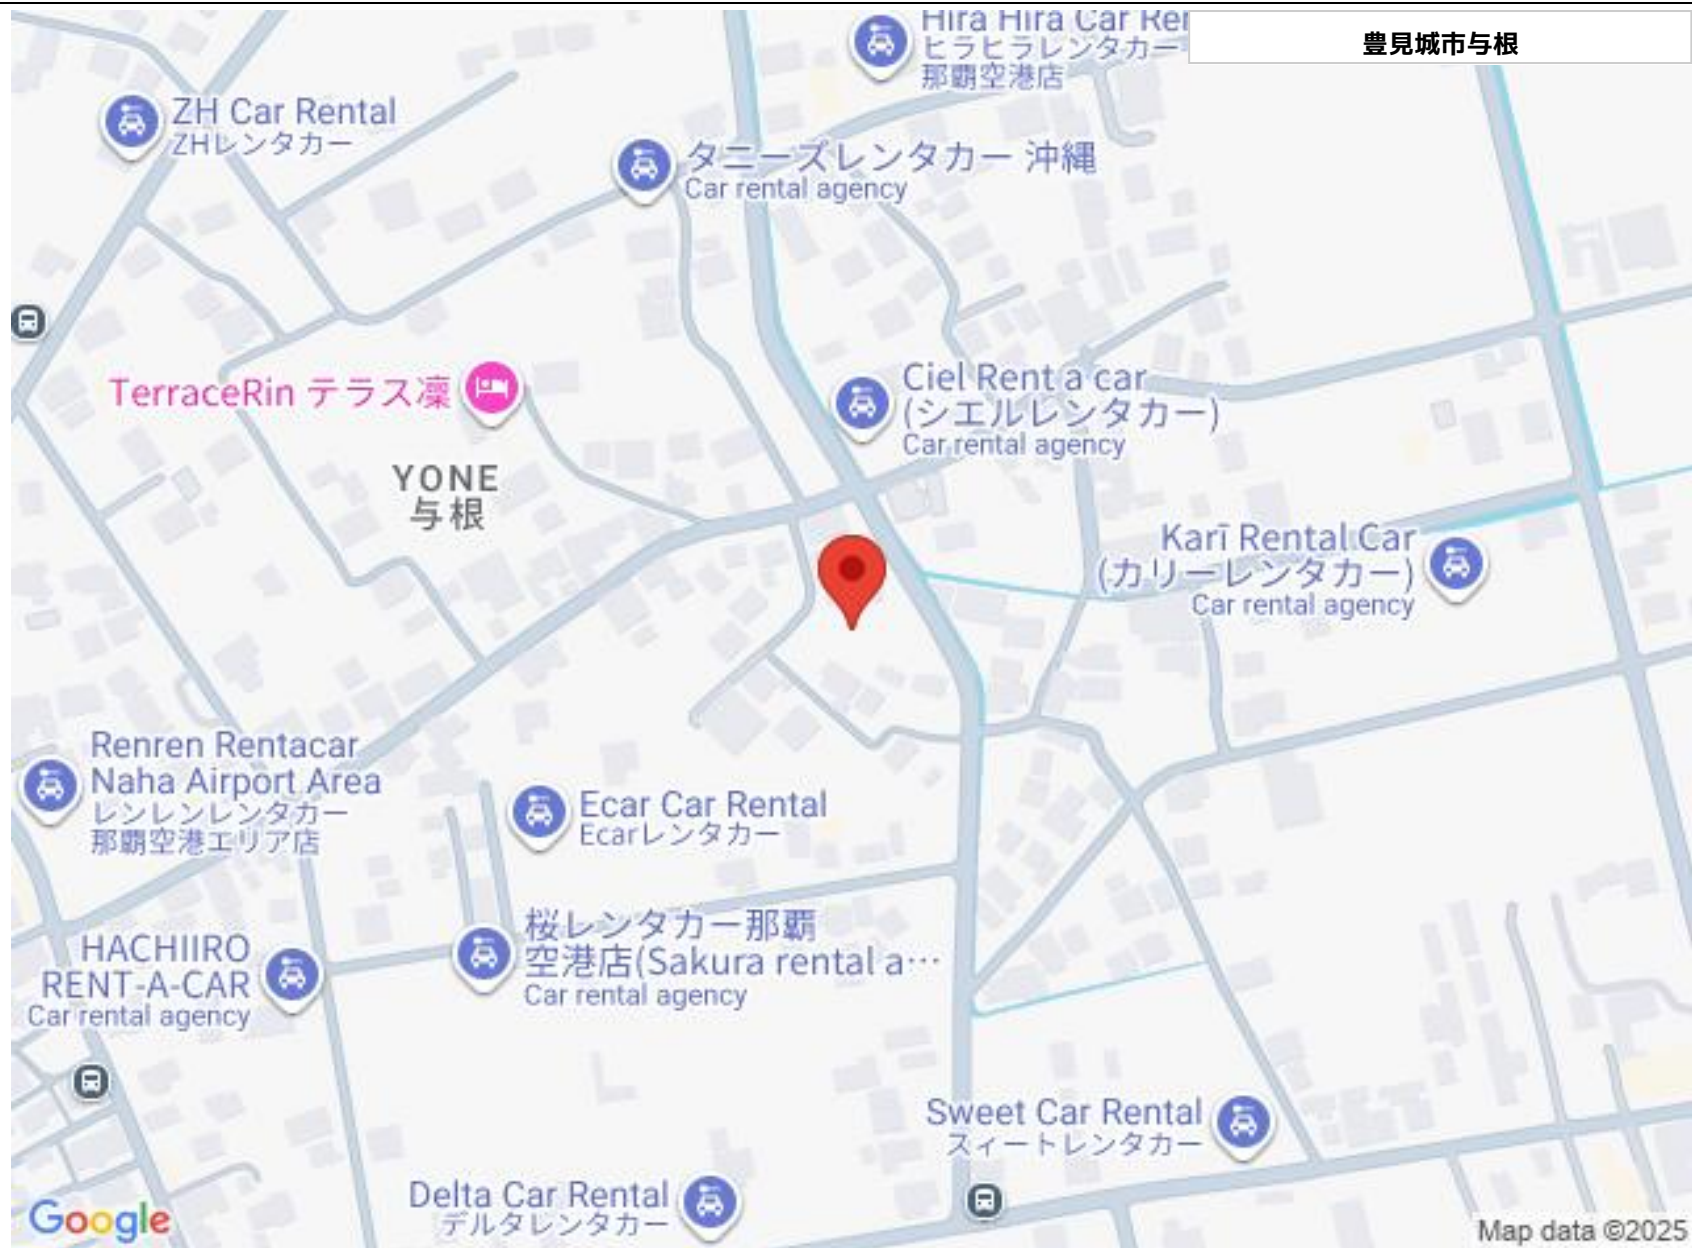 Hira Hira Car Rer
ヒラヒラレンタカー
那覇空港店
豊見城市与根
ZH Car Rental
ZHレンタカー
タニーズレンタカー 沖縄
Car rental agency
TerraceRin テラス凜
Ciel Rent a car
(シエルレンタカー)
Car rental agency
YONE
与根
Karī Rental Car
(カリーレンタカー)
Car rental agency
Renren Rentacar
Naha Airport Area
レンレンレンタカー
那覇空港エリア店
Ecar Car Rental
Ecarレンタカー
HACHIIRO
RENT-A-CAR
Car rental agency
桜レンタカー那覇
空港店(Sakura rental a…
Car rental agency
Sweet Car Rental
スィートレンタカー
Delta Car Rental
デルタレンタカー
Google
Map data ©2025